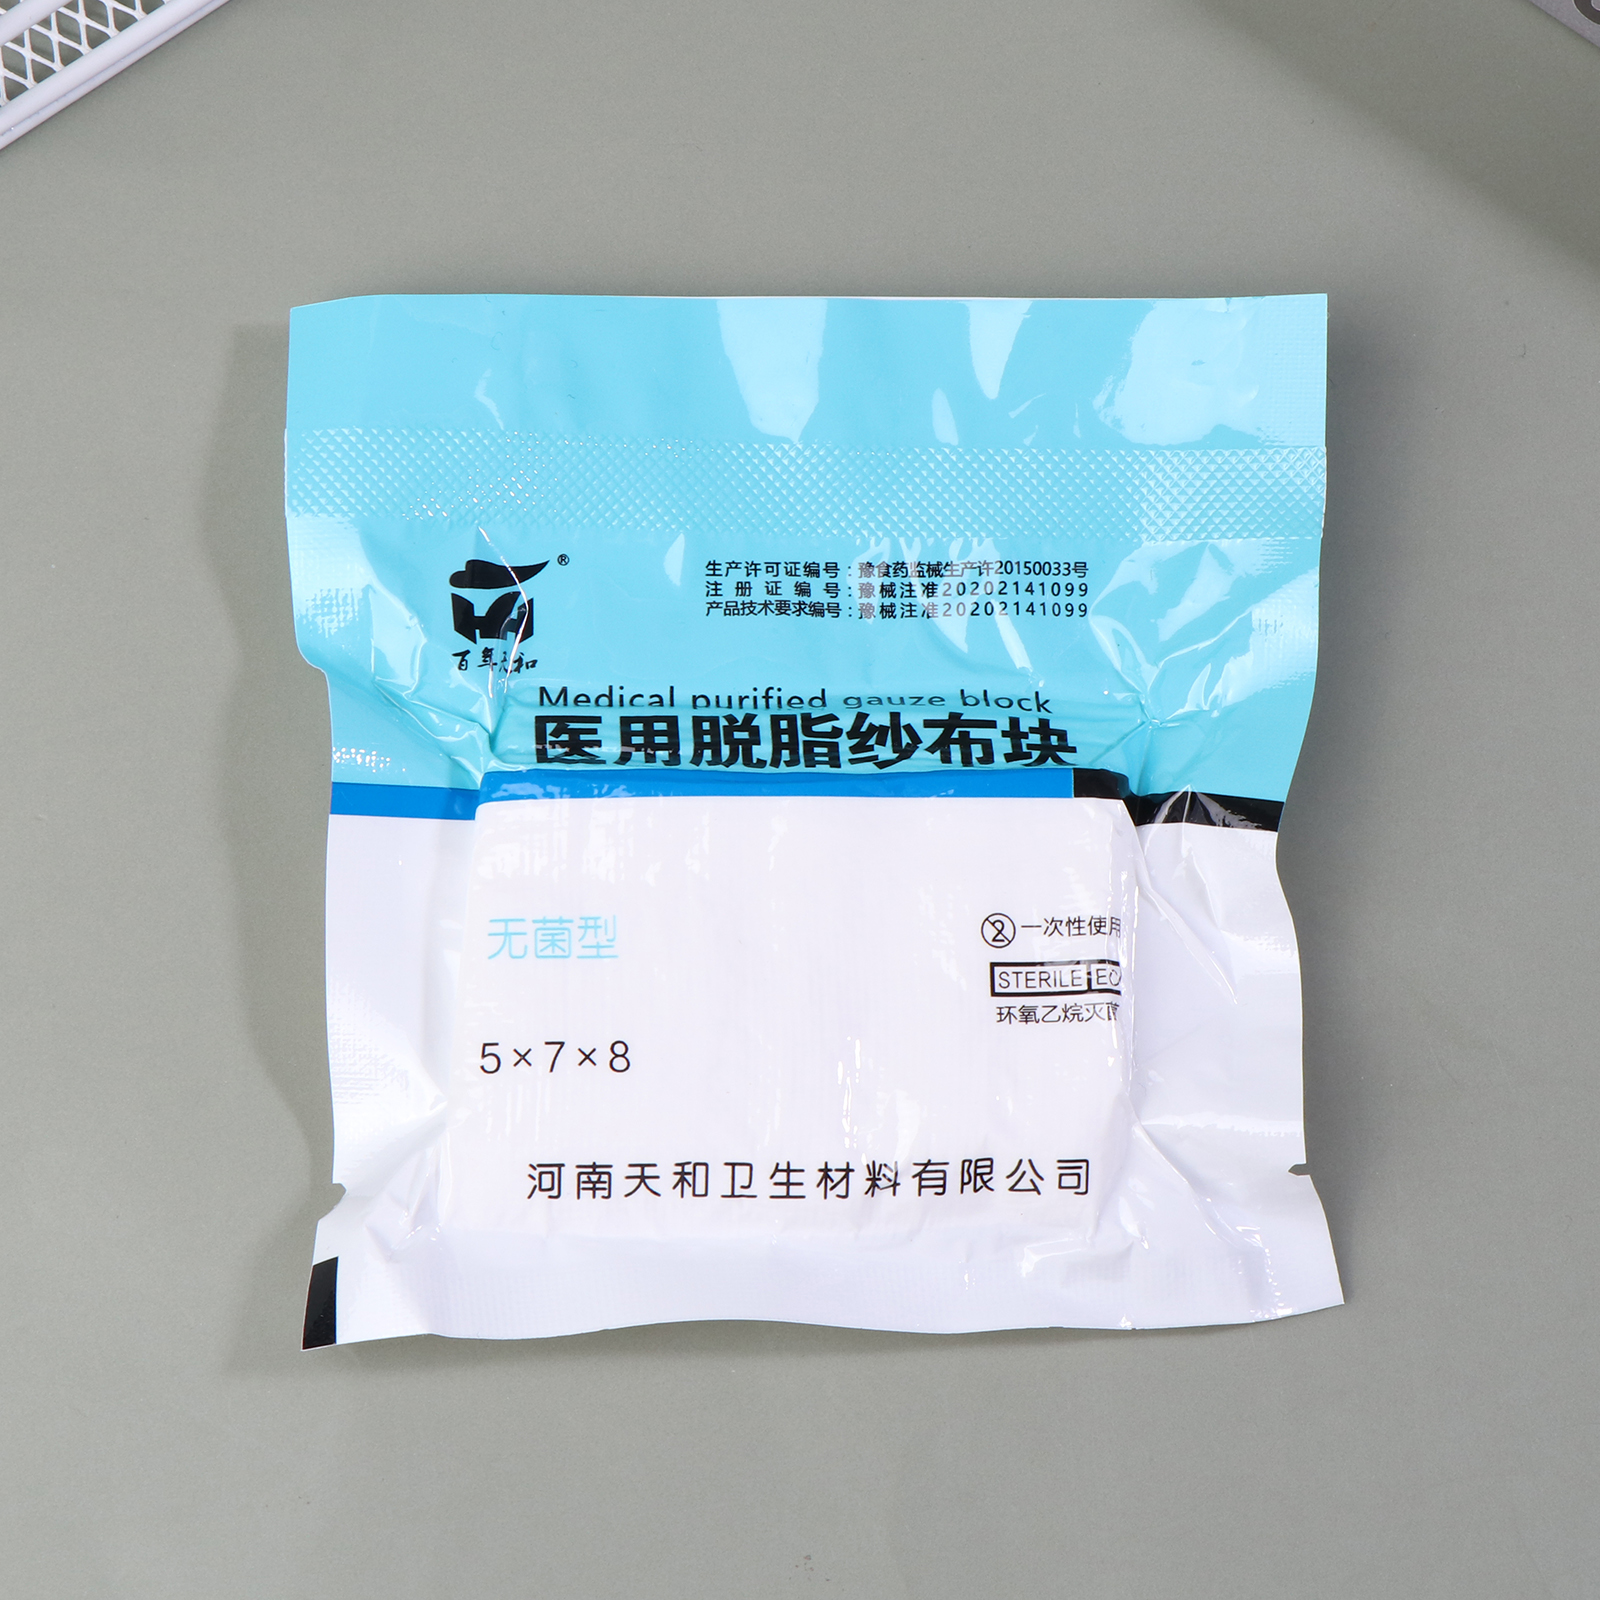 ®
百年天和
生产许可证编号：豫食药监械生产许20150033号
注册证编号：豫械注准20202141099
产品技术要求编号：豫械注准20202141099
Medical purified gauze block
医用脱脂纱布块
无菌型
2 一次性使用
STERILE EO
环氧乙烷灭菌
5×7×8
河南天和卫生材料有限公司